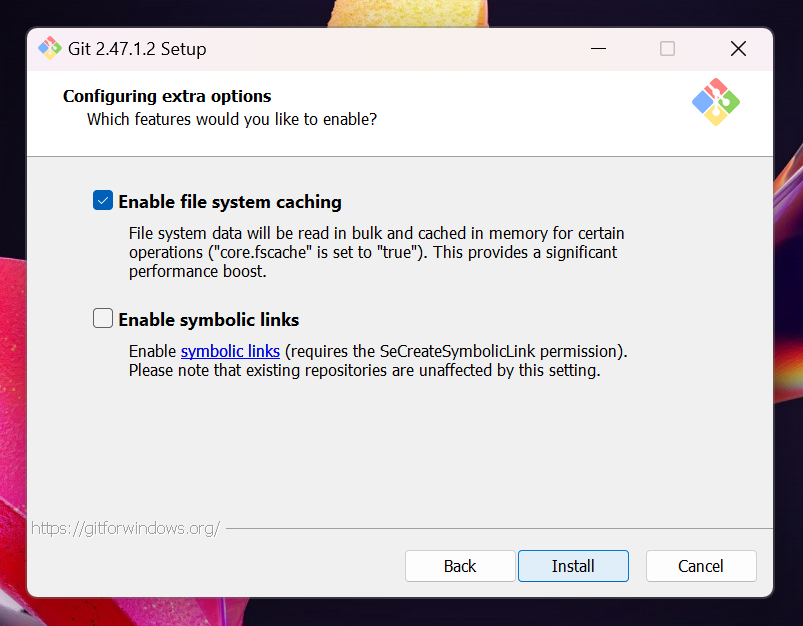 Git 2.47.1.2 Setup
Configuring extra options
Which features would you like to enable?
Enable file system caching
File system data will be read in bulk and cached in memory for certain
operations ("core.fscache" is set to "true"). This provides a significant
performance boost.
Enable symbolic links
Enable symbolic links (requires the SeCreateSymbolicLink permission).
Please note that existing repositories are unaffected by this setting.
https://gitforwindows.org/
Back
Install
Cancel